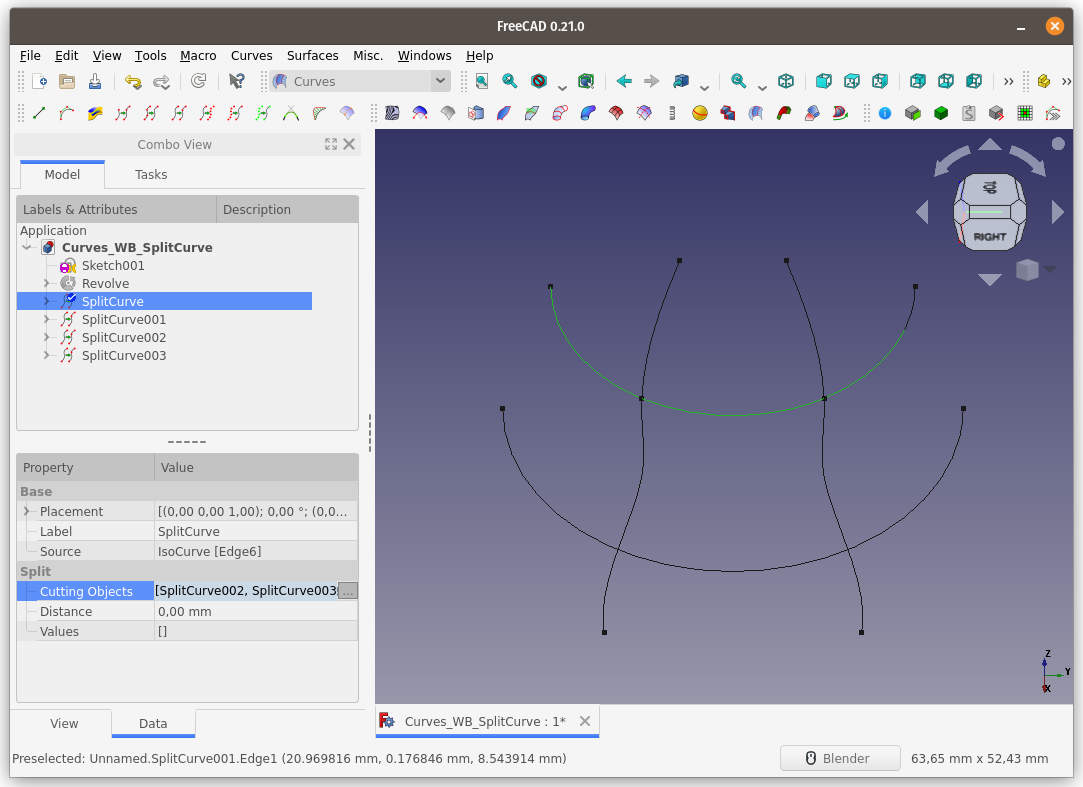 FreeCAD 0.21.0
File Edit View Tools Macro Curves Surfaces Misc. Windows Help
Curves
Combo View
Model Tasks
Labels & Attributes Description
Application
Curves_WB_SplitCurve
Sketch001
Revolve
SplitCurve
SplitCurve001
SplitCurve002
SplitCurve003
Property Value
Base
Placement [(0,00 0,00 1,00); 0,00 °; (0,0...
Label SplitCurve
Source IsoCurve [Edge6]
Split
Cutting Objects [SplitCurve002, SplitCurve003 ...
Distance 0,00 mm
Values []
View Data
TOP
RIGHT
Z
Y
X
Curves_WB_SplitCurve : 1*
Preselected: Unnamed.SplitCurve001.Edge1 (20.969816 mm, 0.176846 mm, 8.543914 mm)
Blender 63,65 mm x 52,43 mm